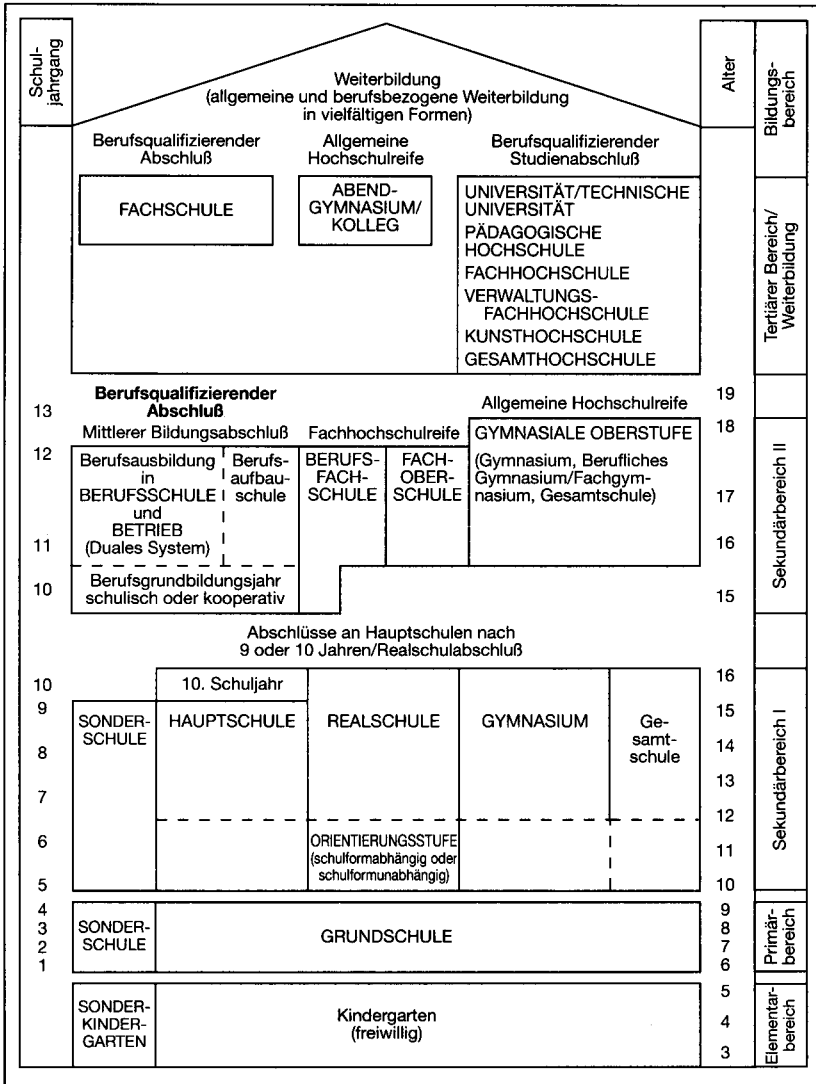 Schul-
jahrgang
Weiterbildung
(allgemeine und berufsbezogene Weiterbildung
in vielfältigen Formen)
Alter
Bildungs-
bereich
Berufsqualifizierender
Abschluß
Allgemeine
Hochschulreife
Berufsqualifizierender
Studienabschluß
FACHSCHULE
ABEND-
GYMNASIUM/
KOLLEG
UNIVERSITÄT/TECHNISCHE
UNIVERSITÄT
PÄDAGOGISCHE
HOCHSCHULE
FACHHOCHSCHULE
VERWALTUNGS-
FACHHOCHSCHULE
KUNSTHOCHSCHULE
GESAMTHOCHSCHULE
Tertiärer Bereich/
Weiterbildung
13
12
11
10
Berufsqualifizierender
Abschluß
Mittlerer Bildungsabschluß
Fachhochschulreife
Allgemeine Hochschulreife
Berufsausbildung
in
BERUFSSCHULE
und
BETRIEB
(Duales System)
Berufs-
aufbau-
schule
BERUFS-
FACH-
SCHULE
FACH-
OBER-
SCHULE
GYMNASIALE OBERSTUFE
(Gymnasium, Berufliches
Gymnasium/Fachgym-
nasium, Gesamtschule)
Berufsgrundbildungsjahr
schulisch oder kooperativ
19
18
17
16
15
Sekundärbereich II
Abschlüsse an Hauptschulen nach
9 oder 10 Jahren/Realschulabschluß
10
9
8
7
6
5
10. Schuljahr
SONDER-
SCHULE
HAUPTSCHULE
REALSCHULE
GYMNASIUM
Ge-
samt-
schule
ORIENTIERUNGSSTUFE
(schulformabhängig oder
schulformunabhängig)
16
15
14
13
12
11
10
Sekundärbereich I
4
3
2
1
SONDER-
SCHULE
GRUNDSCHULE
9
8
7
6
Primär-
bereich
SONDER-
KINDER-
GARTEN
Kindergarten
(freiwillig)
5
4
3
Elementar-
bereich